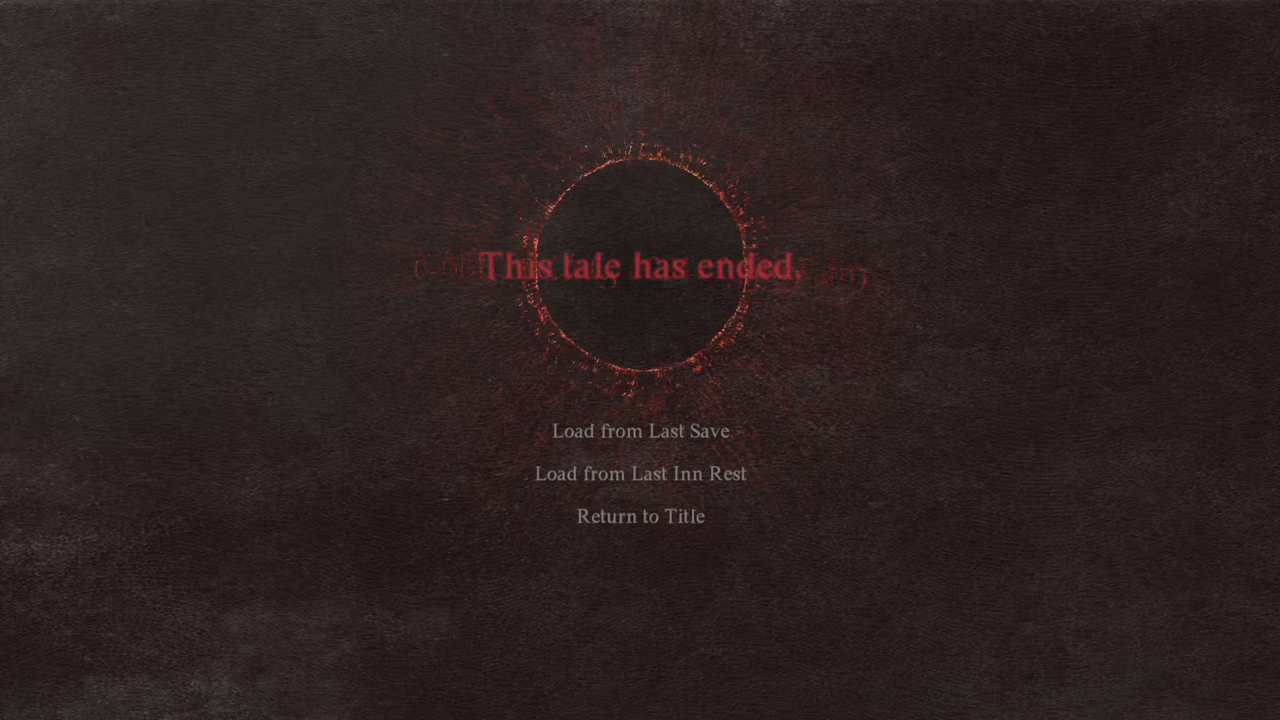 This tale has ended.
Load from Last Save
Load from Last Inn Rest
Return to Title